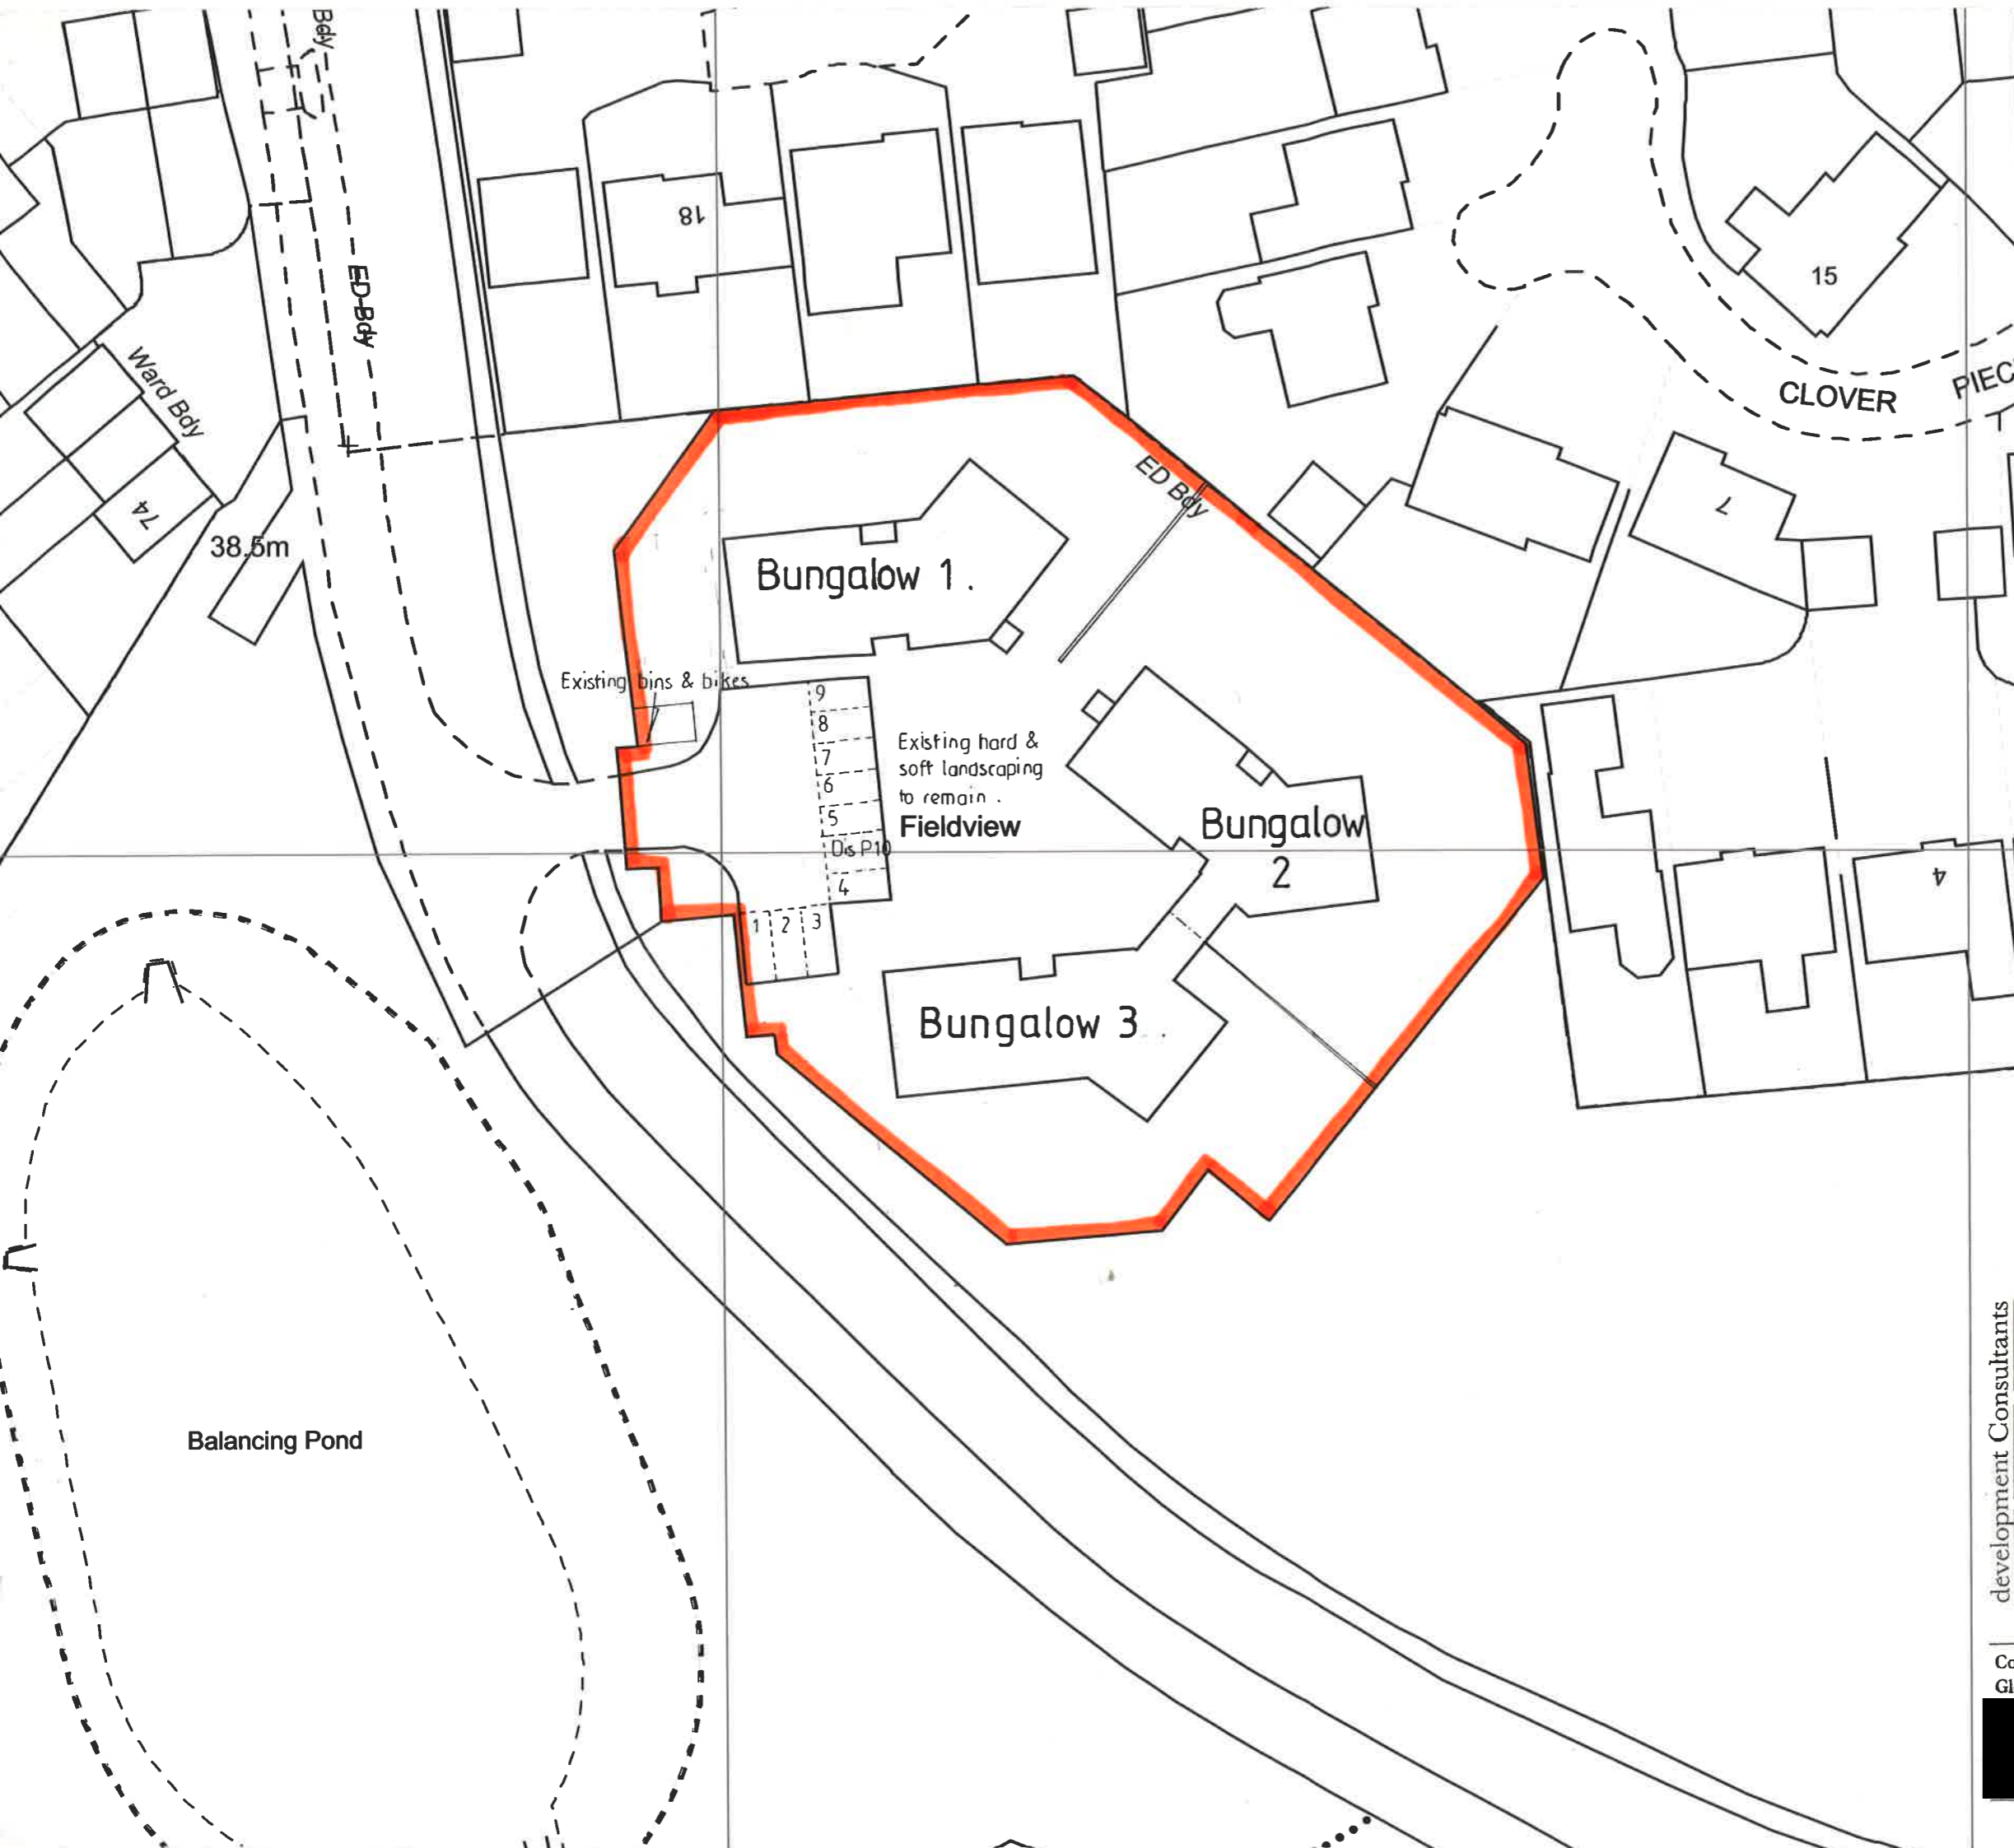 Bdy
18
ED Bdy
15
CLOVER
Ward Bdy
ED Bdy
7
74
38.5m
Bungalow 1.
Existing bins & bikes
9
8
7
6
5
Dis P10
4
1 2 3
Existing hard &
soft landscaping
to remain.
Fieldview
Bungalow
2
4
Bungalow 3
Balancing Pond
development Consultants